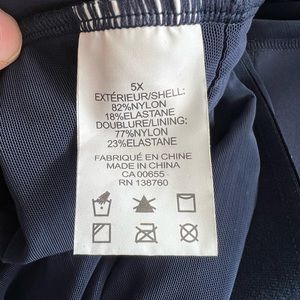 5X
EXTÉRIEUR/SHELL:
82%NYLON
18%ELASTANE
DOUBLURE/LINING:
77%NYLON
23%ELASTANE
FABRIQUÉ EN CHINE
MADE IN CHINA
CA 00655
RN 138760